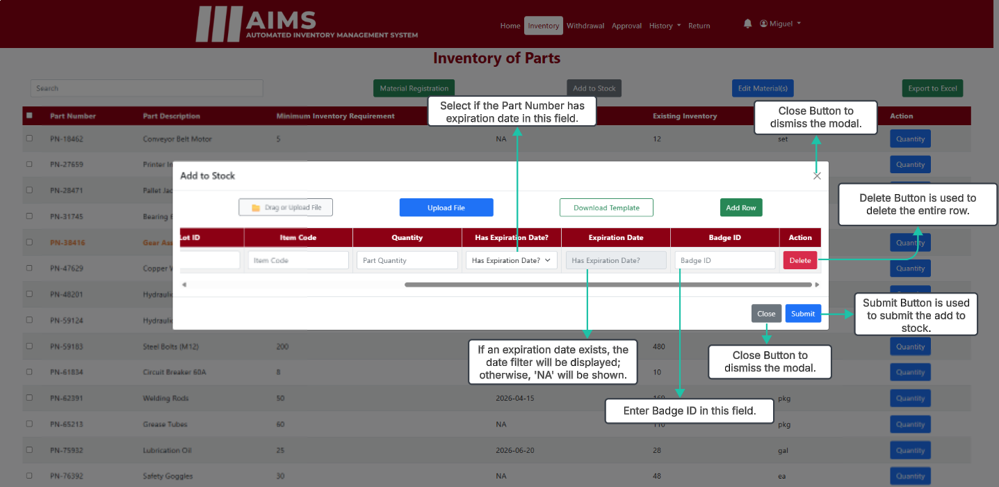 AIMS
AUTOMATED INVENTORY MANAGEMENT SYSTEM
Home Inventory Withdrawal Approval History Return Miguel
Inventory of Parts
Search Material Registration Add to Stock Edit Material(s) Export to Excel
Select if the Part Number has
expiration date in this field.
Close Button to
dismiss the modal.
Part Number Part Description Minimum Inventory Requirement Existing Inventory Action
PN-18462 Conveyor Belt Motor 5 NA 12 set Quantity
PN-27659 Printer Quantity
PN-28471 Pallet
PN-31745 Bearing
PN-38416 Gear Quantity
PN-47629 Copper Quantity
PN-48201
PN-59124
Add to Stock
Drag or Upload File Upload File Download Template Add Row
Lot ID Item Code Quantity Has Expiration Date? Expiration Date Badge ID Action
Item Code Part Quantity Has Expiration Date? Has Expiration Date? Badge ID Delete
Close Submit
Delete Button is used to
delete the entire row.
Submit Button is used
to submit the add to
stock.
If an expiration date exists, the
date filter will be displayed;
otherwise, 'NA' will be shown.
Close Button to
dismiss the modal.
Enter Badge ID in this field.
PN-59183 Steel Bolts (M12) 200 480 Quantity
PN-61834 Circuit Breaker 60A 8 10 Quantity
PN-62391 Welding Rods 50 2026-04-15 pkg Quantity
PN-65213 Grease Tubes 60 NA 110 pkg Quantity
PN-75932 Lubrication Oil 25 2026-06-20 28 gal Quantity
PN-76392 Safety Goggles 30 NA 48 ea Quantity